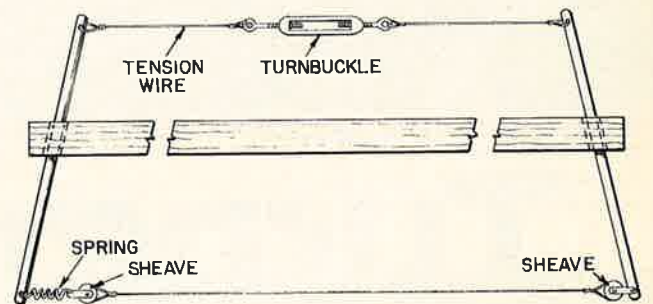 TENSION
WIRE
TURNBUCKLE
SPRING
SHEAVE
SHEAVE